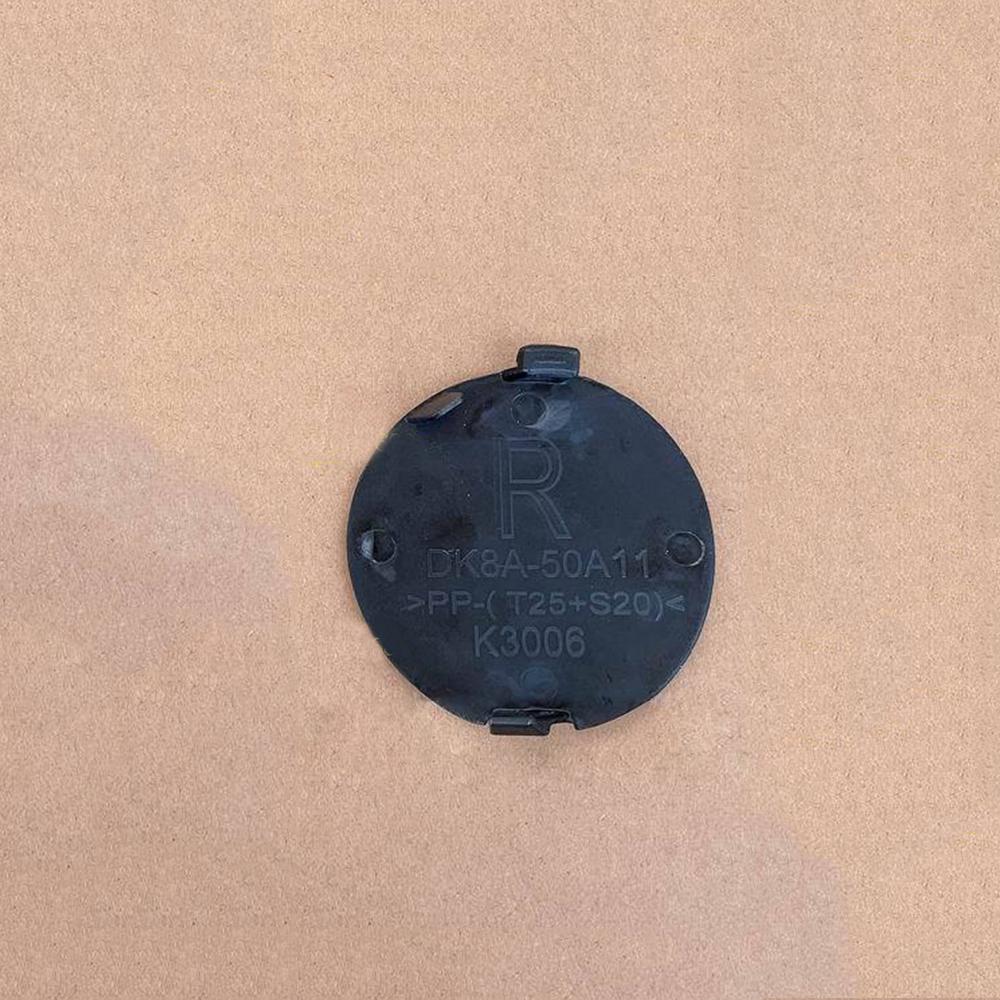 R
DK8A-50A11
>PP-( T25+S20)<
K3006